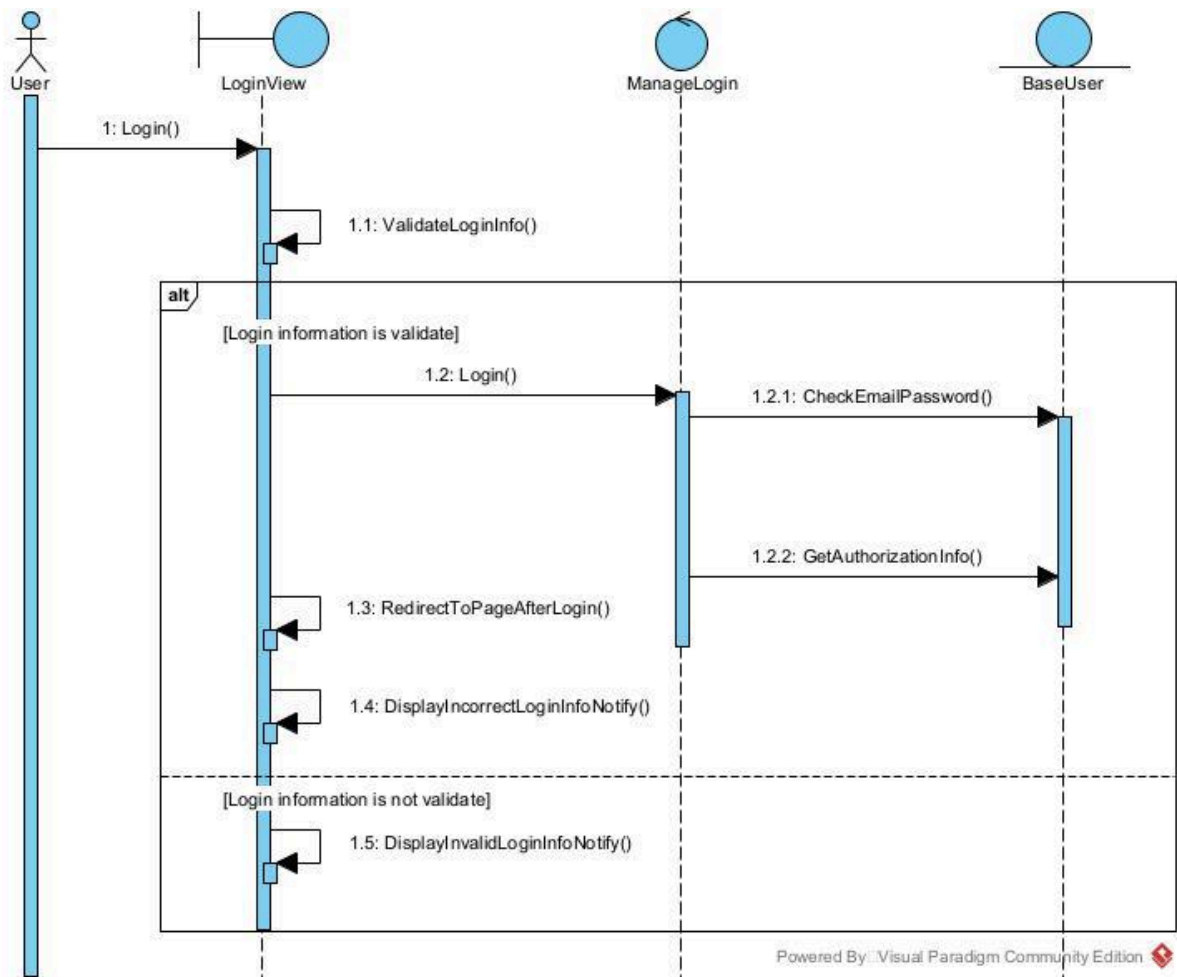 User
LoginView
ManageLogin
BaseUser
1: Login()
1.1: ValidateLoginInfo()
alt
[Login information is validate]
1.2: Login()
1.2.1: CheckEmailPassword()
1.2.2: GetAuthorizationInfo()
1.3: RedirectToPageAfterLogin()
1.4: DisplayIncorrectLoginInfoNotify()
[Login information is not validate]
1.5: DisplayInvalidLoginInfoNotify()
Powered By Visual Paradigm Community Edition